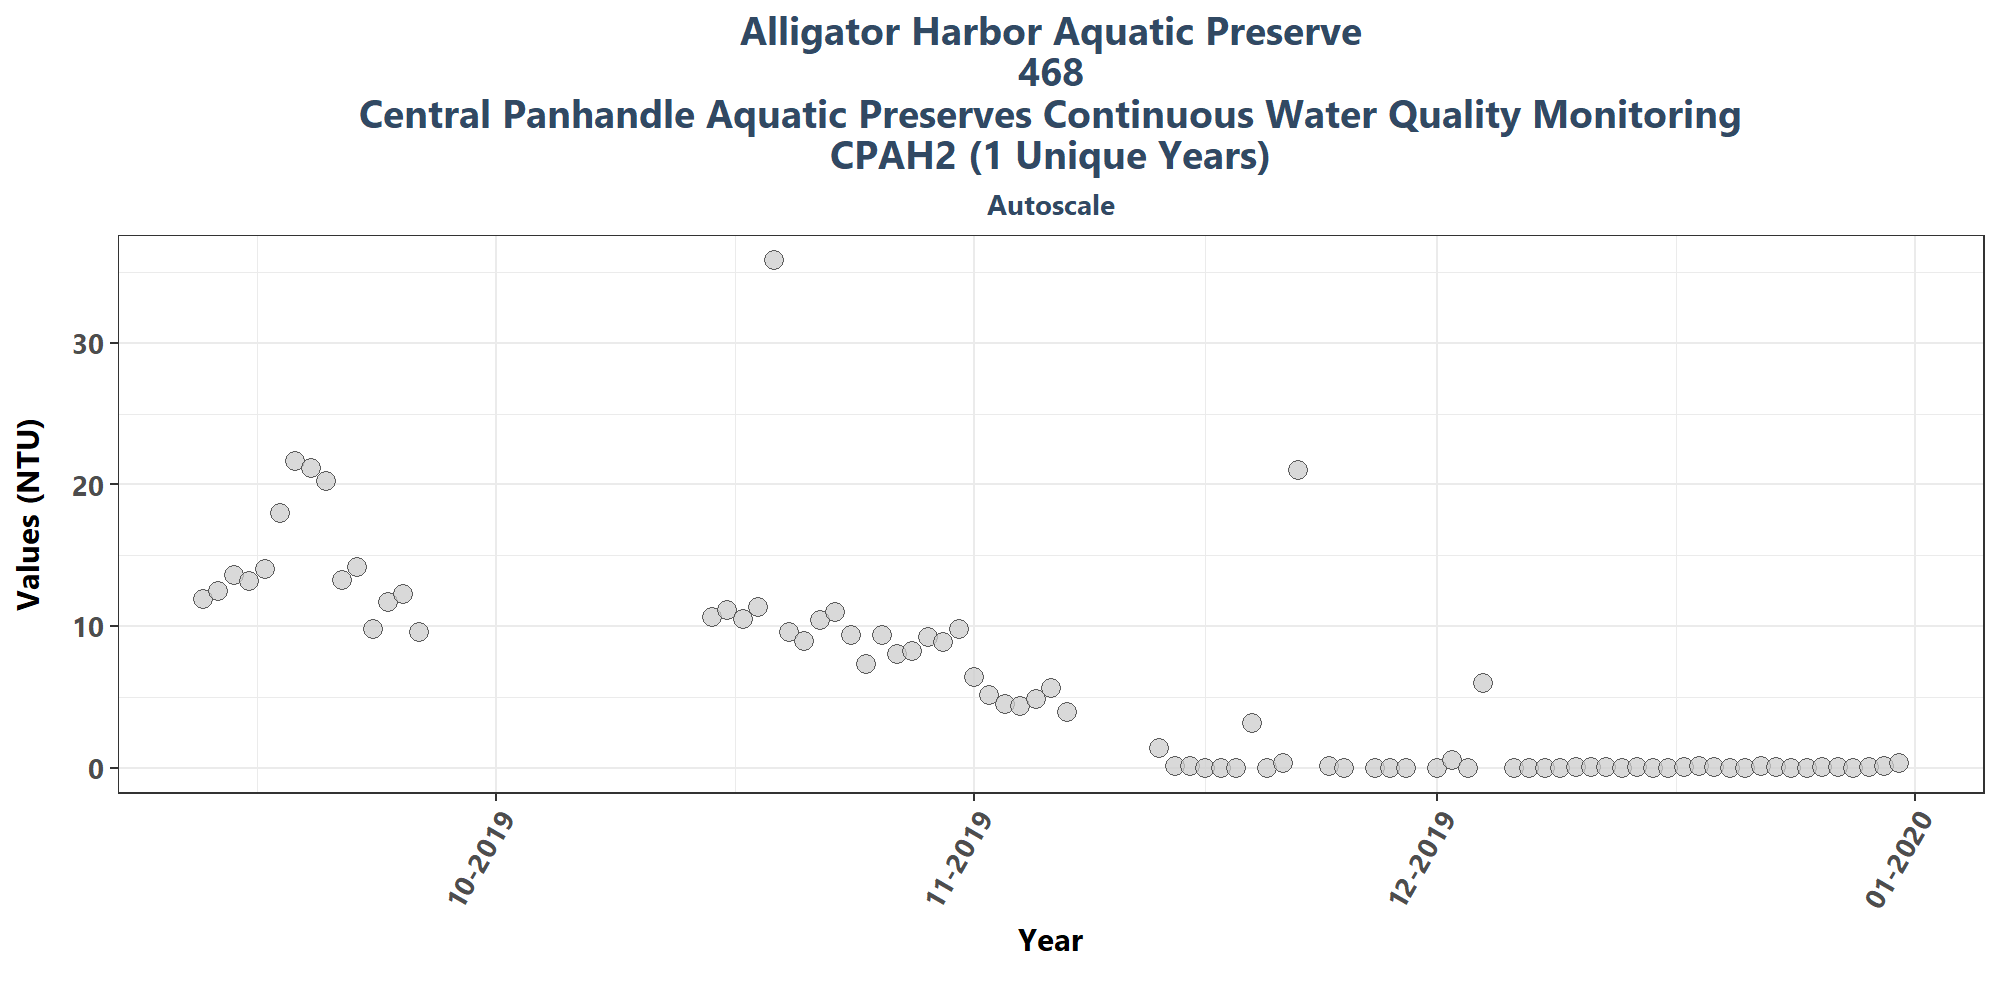 Alligator Harbor Aquatic Preserve
468
Central Panhandle Aquatic Preserves Continuous Water Quality Monitoring
CPAH2 (1 Unique Years)
Autoscale
Values (NTU)
30
20
10
0
10-2019
11-2019
12-2019
01-2020
Year